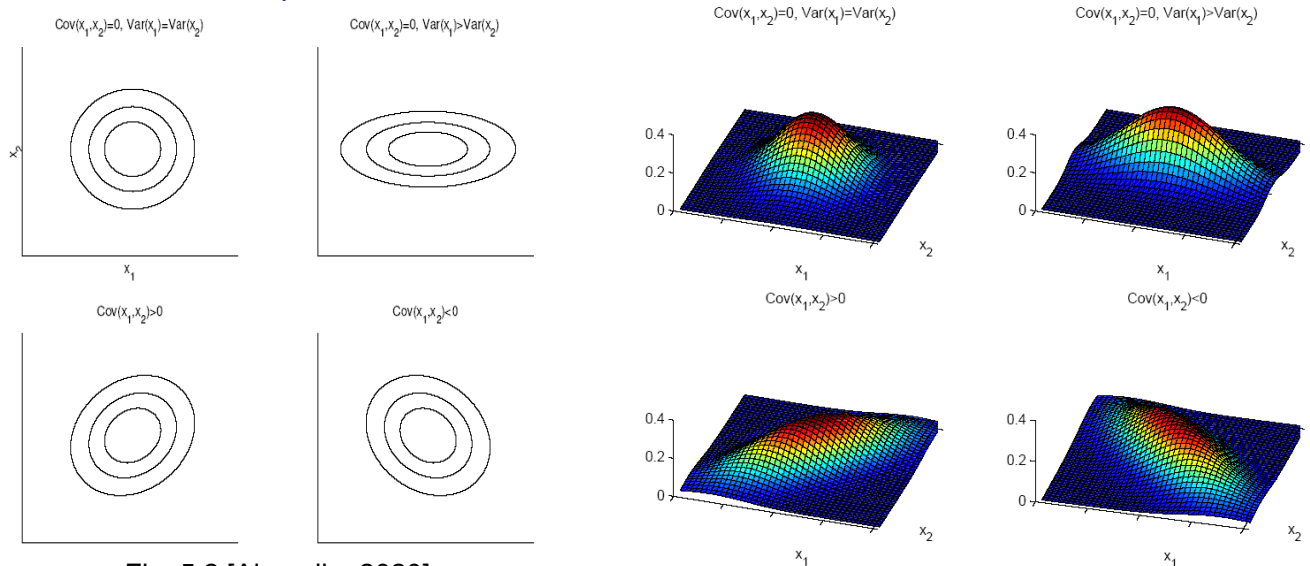 Cov(x1,x2)=0, Var(x1)=Var(x2)
Cov(x1,x2)=0, Var(x1)>Var(x2)
x2
x1
Cov(x1,x2)>0
Cov(x1,x2)<0
Cov(x1,x2)=0, Var(x1)=Var(x2)
0.4
0.2
0
x1
x2
Cov(x1,x2)=0, Var(x1)>Var(x2)
0.4
0.2
0
x1
x2
Cov(x1,x2)>0
0.4
0.2
0
x1
x2
Cov(x1,x2)<0
0.4
0.2
0
x1
x2